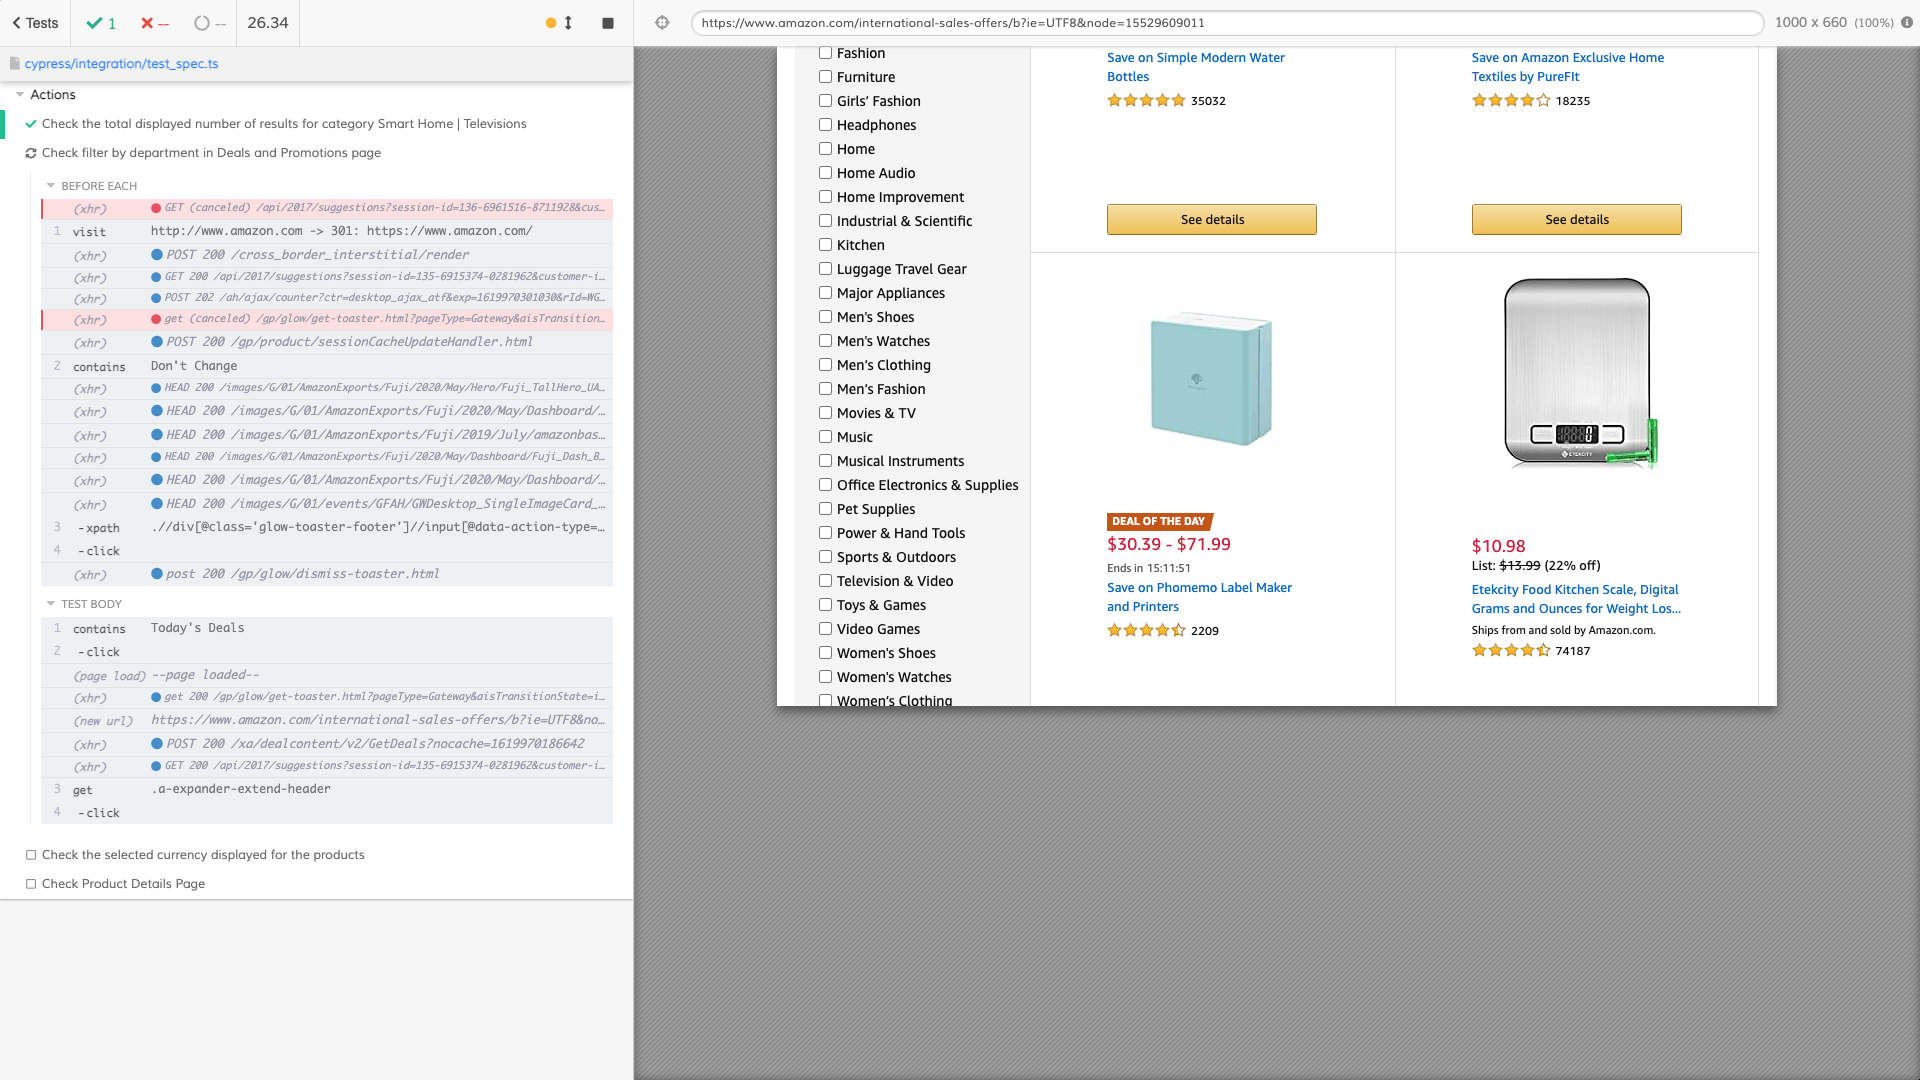 Tests
1
--
--
26.34
https://www.amazon.com/international-sales-offers/b?ie=UTF8&node=15529609011
1000 x 660 (100%)
cypress/integration/test_spec.ts
Actions
Check the total displayed number of results for category Smart Home | Televisions
Check filter by department in Deals and Promotions page
BEFORE EACH
(xhr) GET (canceled) /api/2017/suggestions?session-id=136-6961516-8711928&cus...
1 visit http://www.amazon.com -> 301: https://www.amazon.com/
(xhr) POST 200 /cross_border_interstitial/render
(xhr) GET 200 /api/2017/suggestions?session-id=135-6915374-0281962&customer-i...
(xhr) POST 202 /ah/ajax/counter?ctr=desktop_ajax_atf&exp=1619970301030&rId=WG...
(xhr) get (canceled) /gp/glow/get-toaster.html?pageType=Gateway&aisTransition...
(xhr) POST 200 /gp/product/sessionCacheUpdateHandler.html
2 contains Don't Change
(xhr) HEAD 200 /images/G/01/AmazonExports/Fuji/2020/May/Hero/Fuji_TallHero_UA...
(xhr) HEAD 200 /images/G/01/AmazonExports/Fuji/2020/May/Dashboard/...
(xhr) HEAD 200 /images/G/01/AmazonExports/Fuji/2019/July/amazonbas...
(xhr) HEAD 200 /images/G/01/AmazonExports/Fuji/2020/May/Dashboard/Fuji_Dash_B...
(xhr) HEAD 200 /images/G/01/AmazonExports/Fuji/2020/May/Dashboard/...
(xhr) HEAD 200 /images/G/01/events/GFAH/GWDesktop_SingleImageCard_...
3 -xpath .//div[@class='glow-toaster-footer']//input[@data-action-type=...
4 -click
(xhr) post 200 /gp/glow/dismiss-toaster.html
TEST BODY
1 contains Today's Deals
2 -click
(page load) --page loaded--
(xhr) get 200 /gp/glow/get-toaster.html?pageType=Gateway&aisTransitionState=i...
(new url) https://www.amazon.com/international-sales-offers/b?ie=UTF8&no...
(xhr) POST 200 /xa/dealcontent/v2/GetDeals?nocache=1619970186642
(xhr) GET 200 /api/2017/suggestions?session-id=135-6915374-0281962&customer-i...
3 get .a-expander-extend-header
4 -click
Check the selected currency displayed for the products
Check Product Details Page
Fashion
Furniture
Girls’ Fashion
Headphones
Home
Home Audio
Home Improvement
Industrial & Scientific
Kitchen
Luggage Travel Gear
Major Appliances
Men's Shoes
Men's Watches
Men’s Clothing
Men’s Fashion
Movies & TV
Music
Musical Instruments
Office Electronics & Supplies
Pet Supplies
Power & Hand Tools
Sports & Outdoors
Television & Video
Toys & Games
Video Games
Women's Shoes
Women's Watches
Women’s Clothing
Save on Simple Modern Water
Bottles
35032
See details
Save on Amazon Exclusive Home
Textiles by PureFIt
18235
See details
DEAL OF THE DAY
$30.39 - $71.99
Ends in 15:11:51
Save on Phomemo Label Maker
and Printers
2209
ETEKCITY
$10.98
List: $13.99 (22% off)
Etekcity Food Kitchen Scale, Digital
Grams and Ounces for Weight Los...
Ships from and sold by Amazon.com.
74187